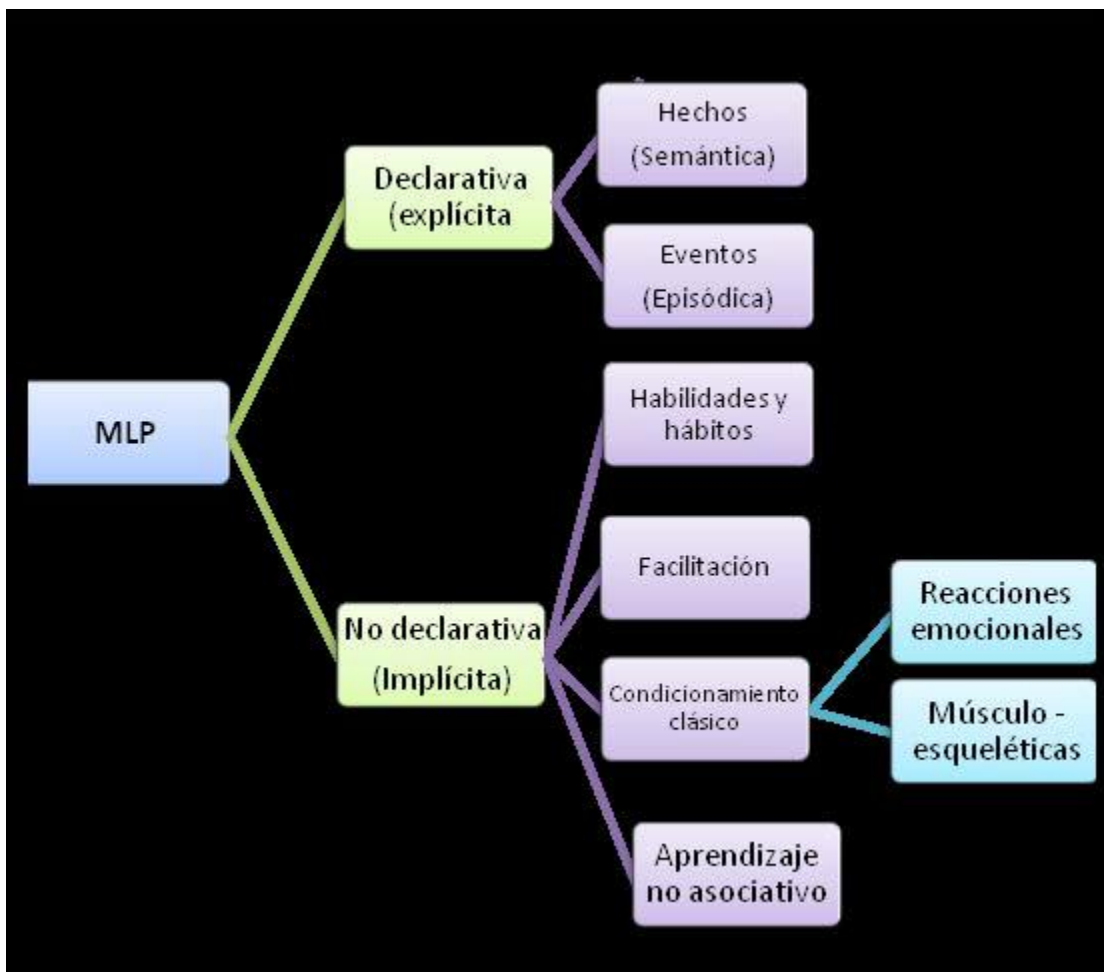 Hechos
(Semántica)
Declarativa
(explícita
Eventos
(Episódica)
MLP
Habilidades y
hábitos
Facilitación
No declarativa
(Implícita)
Condicionamiento
clásico
Reacciones
emocionales
Músculo -
esqueléticas
Aprendizaje
no asociativo